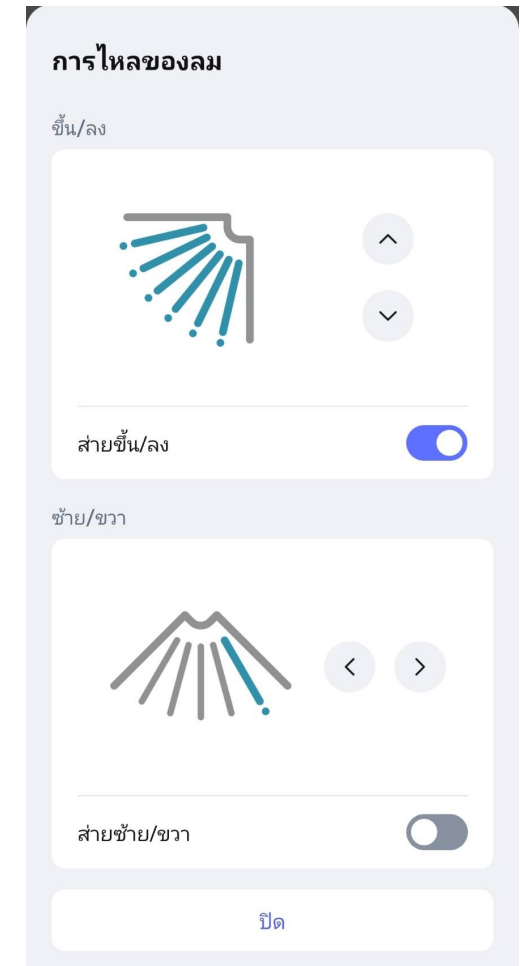 การไหลของลม
ขึ้น/ลง
ส่ายขึ้น/ลง
ซ้าย/ขวา
ส่ายซ้าย/ขวา
ปิด